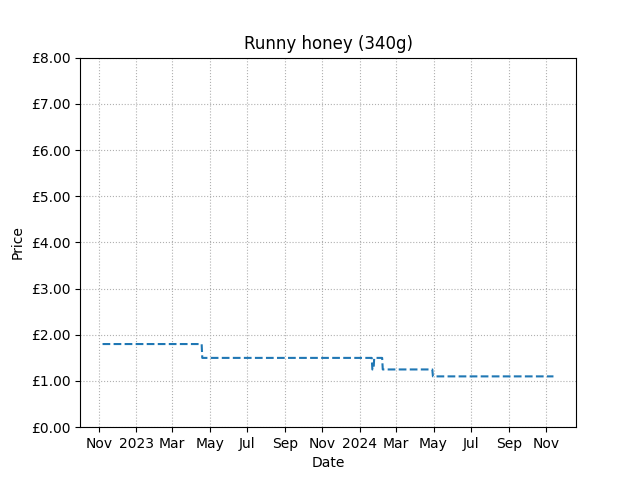 Runny honey (340g)
£8.00
£7.00
£6.00
£5.00
£4.00
£3.00
£2.00
£1.00
£0.00
Price
Nov 2023 Mar May Jul Sep Nov 2024 Mar May Jul Sep Nov
Date